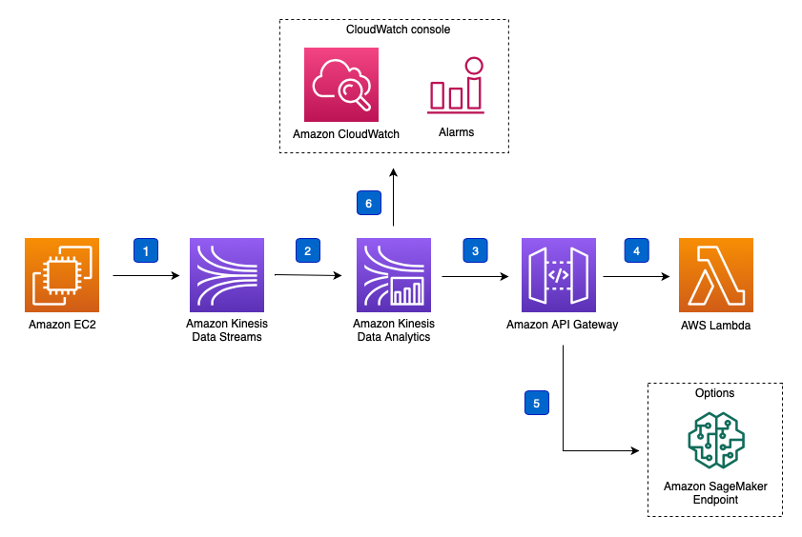 CloudWatch console
Amazon CloudWatch
Alarms
6
1
2
3
4
</>
Amazon EC2
Amazon Kinesis
Data Streams
Amazon Kinesis
Data Analytics
Amazon API Gateway
AWS Lambda
5
Options
Amazon SageMaker
Endpoint